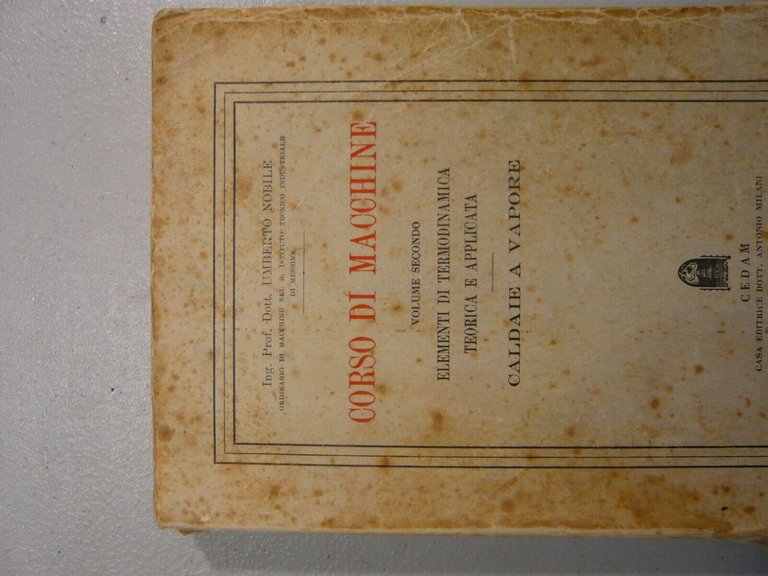 Ing. Prof. Dott. UMBERTO NOBILE
ORDINARIO DI MACCHINE NEL R. ISTITUTO TECNICO INDUSTRIALE
DI MESSINA
CORSO DI MACCHINE
VOLUME SECONDO
ELEMENTI DI TERMODINAMICA
TEORICA E APPLICATA
CALDAIE A VAPORE
CEDAM
CASA EDITRICE DOTT. ANTONIO MILANI